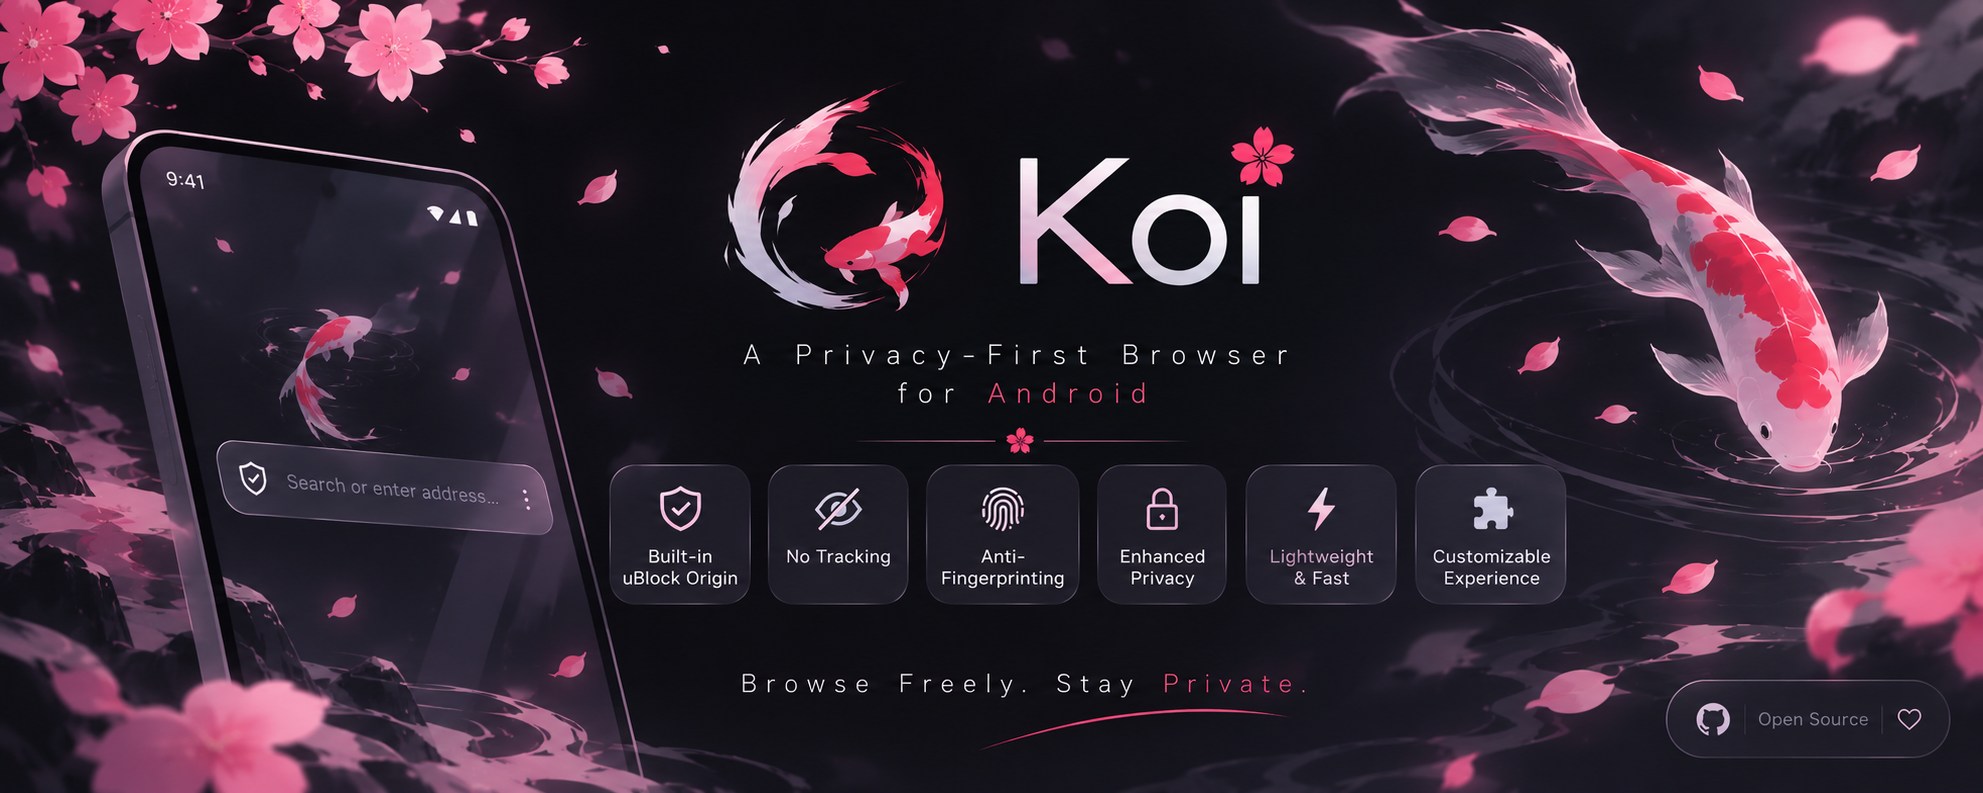 9:41
Search or enter address...
Koi
A Privacy-First Browser
for Android
Built-in
uBlock Origin
No Tracking
Anti-
Fingerprinting
Enhanced
Privacy
Lightweight
& Fast
Customizable
Experience
Browse Freely. Stay Private.
Open Source